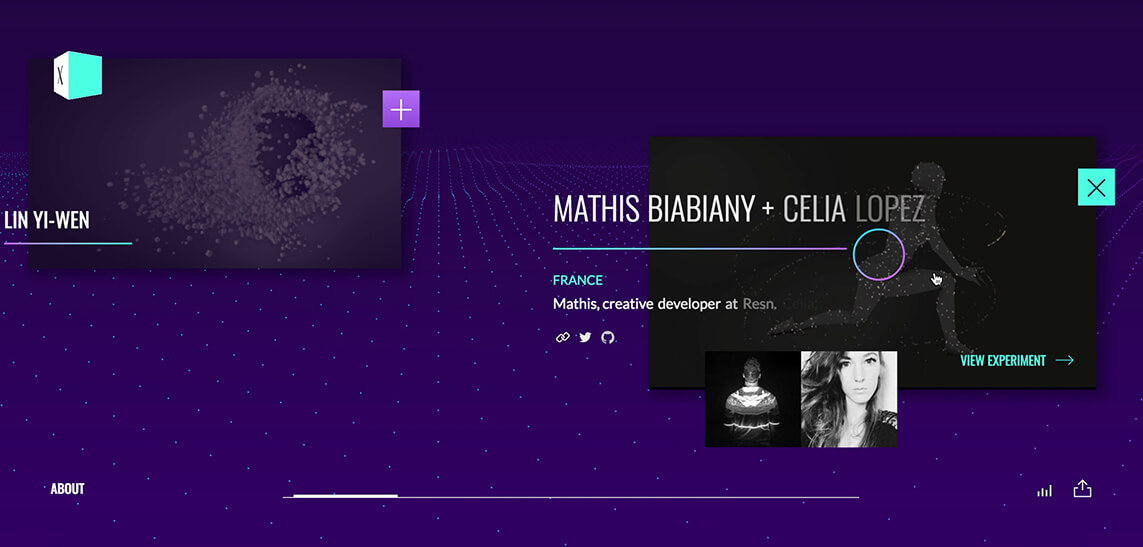 X
LIN YI-WEN
MATHIS BIABIANY + CELIA LOPEZ
FRANCE
Mathis, creative developer at Resn.
VIEW EXPERIMENT
ABOUT